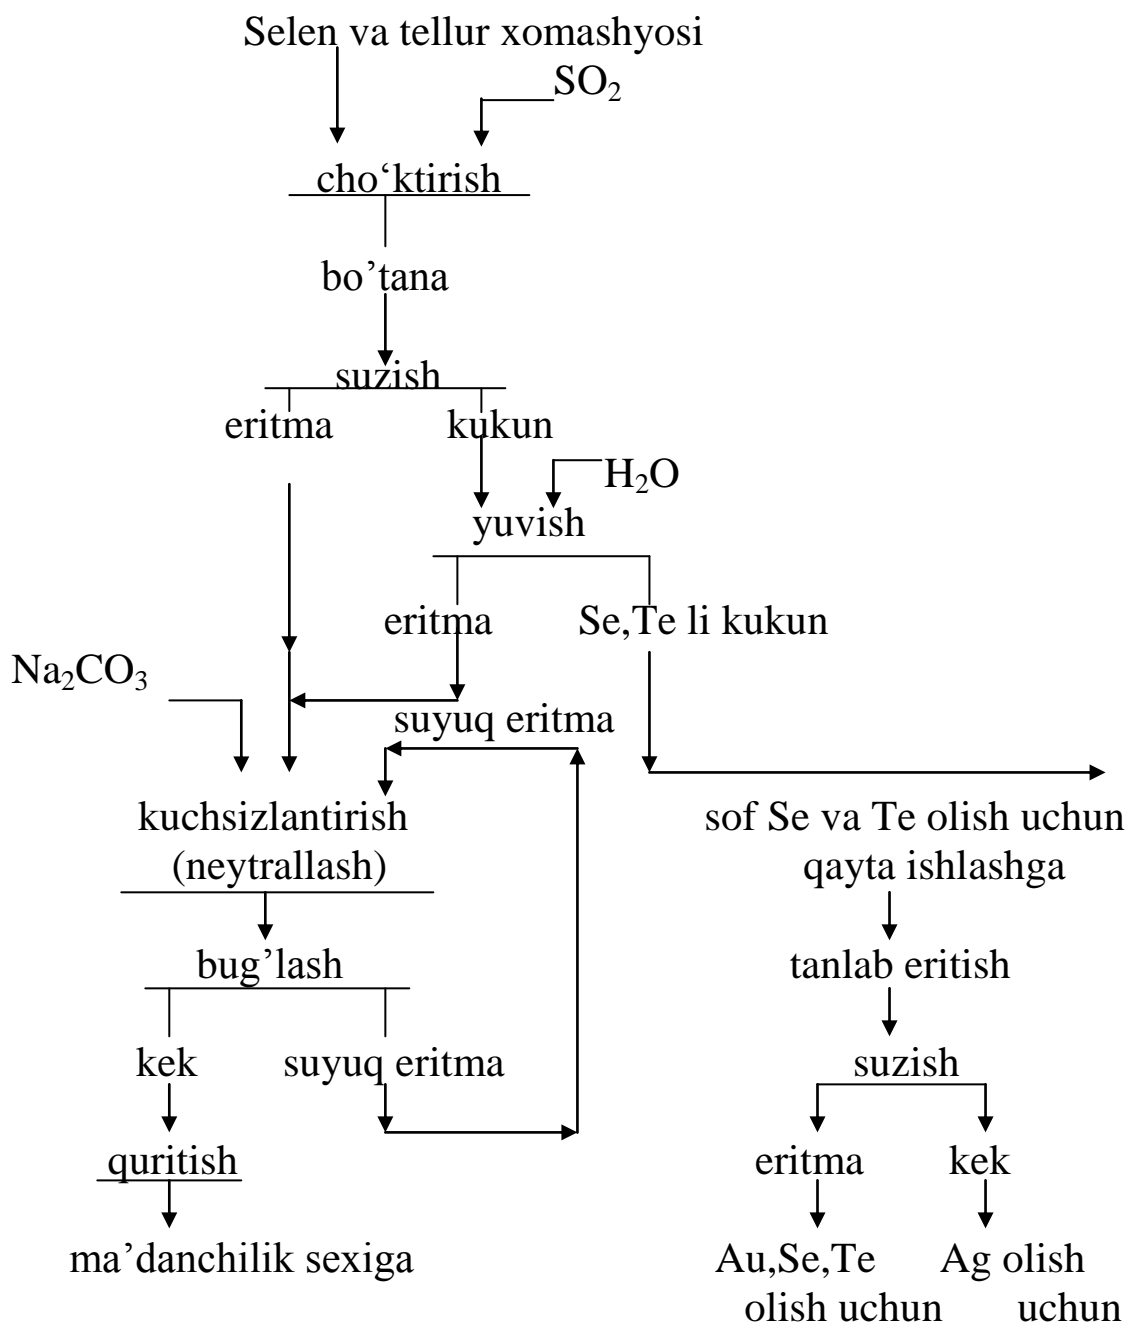 Selen va tellur xomashyosi
SO₂
cho‘ktirish
bo’tana
suzish
eritma
kukun
H₂O
yuvish
eritma
Se,Te li kukun
Na₂CO₃
suyuq eritma
kuchsizlantirish
(neytrallash)
sof Se va Te olish uchun
qayta ishlashga
bug’lash
tanlab eritish
kek
suyuq eritma
suzish
quritish
eritma
kek
ma’danchilik sexiga
Au,Se,Te
olish uchun
Ag olish
uchun